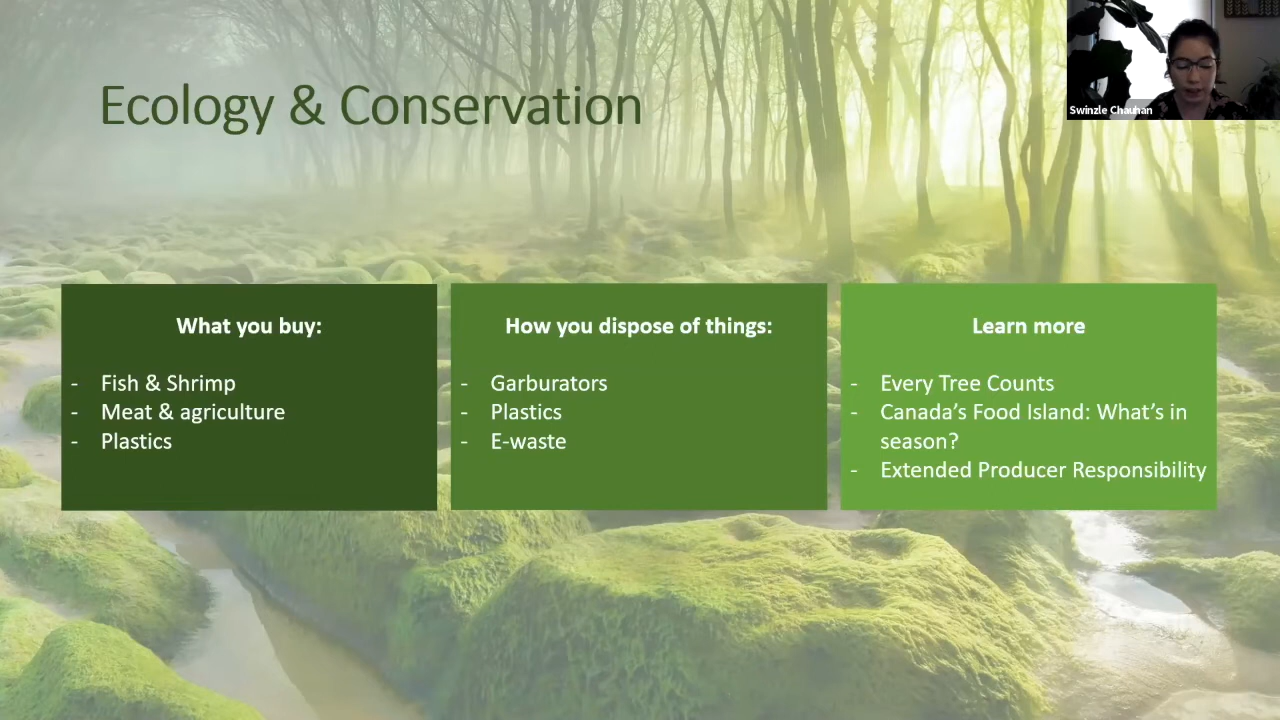 Ecology & Conservation
Swinzle Chauhan
What you buy:
- Fish & Shrimp
- Meat & agriculture
- Plastics
How you dispose of things:
- Garburators
- Plastics
- E-waste
Learn more
- Every Tree Counts
- Canada’s Food Island: What’s in
season?
- Extended Producer Responsibility